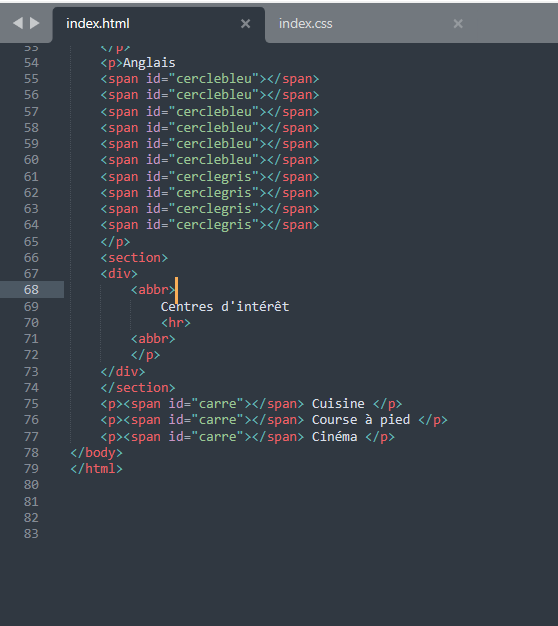 index.html × index.css ×
53 </p>
54 <p>Anglais
55 <span id="cerclebleu"></span>
56 <span id="cerclebleu"></span>
57 <span id="cerclebleu"></span>
58 <span id="cerclebleu"></span>
59 <span id="cerclebleu"></span>
60 <span id="cerclebleu"></span>
61 <span id="cerclegris"></span>
62 <span id="cerclegris"></span>
63 <span id="cerclegris"></span>
64 <span id="cerclegris"></span>
65 </p>
66 <section>
67 <div>
68 <abbr>
69 Centres d'intérêt
70 <hr>
71 <abbr>
72 </p>
73 </div>
74 </section>
75 <p><span id="carre"></span> Cuisine </p>
76 <p><span id="carre"></span> Course à pied </p>
77 <p><span id="carre"></span> Cinéma </p>
78 </body>
79 </html>
80
81
82
83